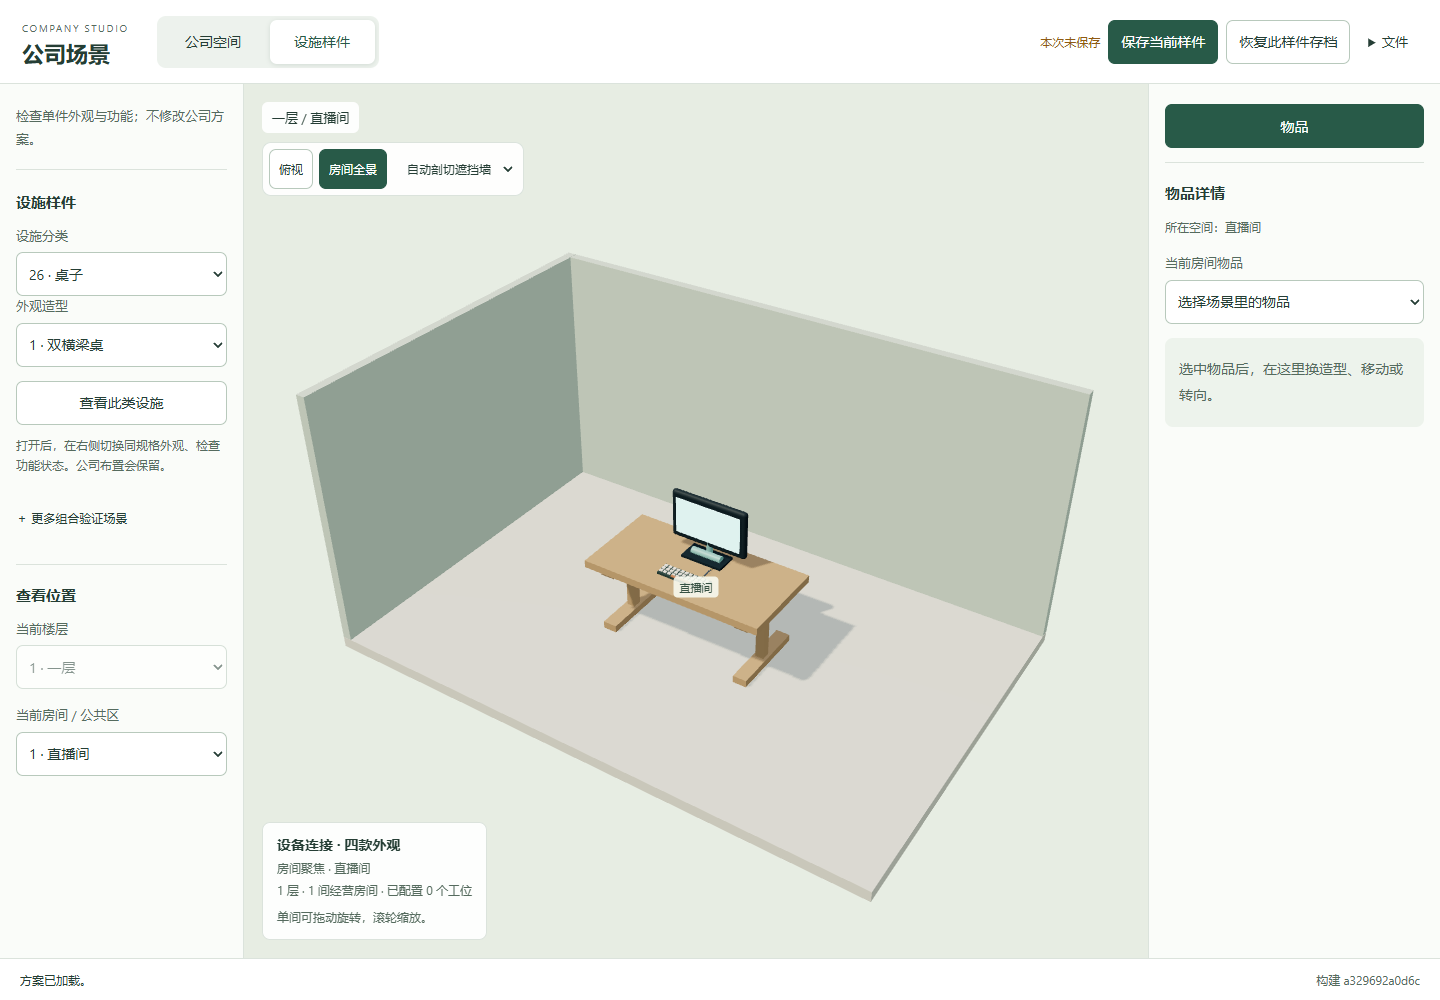 COMPANY STUDIO
公司场景
公司空间
设施样件
本次未保存
保存当前样件
恢复此样件存档
文件
检查单件外观与功能；不修改公司方
案。
设施样件
设施分类
26 · 桌子
外观造型
1 · 双横梁桌
查看此类设施
打开后，在右侧切换同规格外观、检查
功能状态。公司布置会保留。
+ 更多组合验证场景
查看位置
当前楼层
1 · 一层
当前房间 / 公共区
1 · 直播间
一层 / 直播间
俯视
房间全景
自动剖切遮挡墙
直播间
设备连接 · 四款外观
房间聚焦 · 直播间
1 层 · 1 间经营房间 · 已配置 0 个工位
单间可拖动旋转，滚轮缩放。
物品
物品详情
所在空间：直播间
当前房间物品
选择场景里的物品
选中物品后，在这里换造型、移动或
转向。
方案已加载。
构建 a329692a0d6c